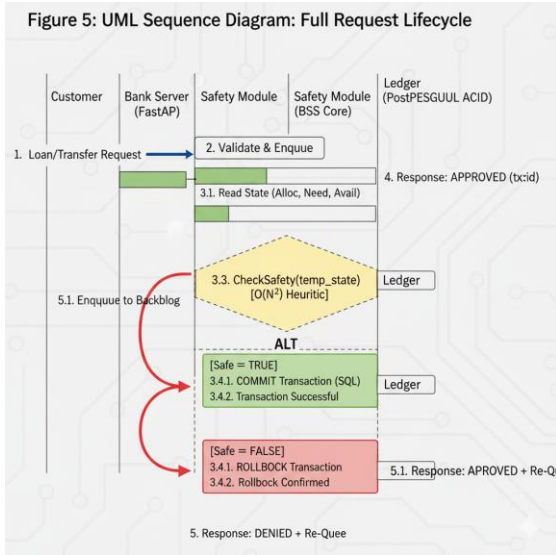 Figure 5: UML Sequence Diagram: Full Request Lifecycle
Customer
Bank Server
(FastAP)
Safety Module
Safety Module
(BSS Core)
Ledger
(PostPESGUUL ACID)
1. Loan/Transfer Request
2. Validate & Enquue
4. Response: APPROVED (tx:id)
3.1. Read State (Alloc, Need, Avail)
3.3. CheckSafety(temp_state)
[O(N²) Heuritic]
Ledger
5.1. Enquuue to Backblog
ALT
[Safe = TRUE]
3.4.1. COMMIT Transaction (SQL)
3.4.2. Transaction Successful
Ledger
[Safe = FALSE]
3.4.1. ROLLBOCK Transaction
3.4.2. Rollbock Confirmed
5.1. Response: APROVED + Re-Qu
5. Response: DENIED + Re-Quee